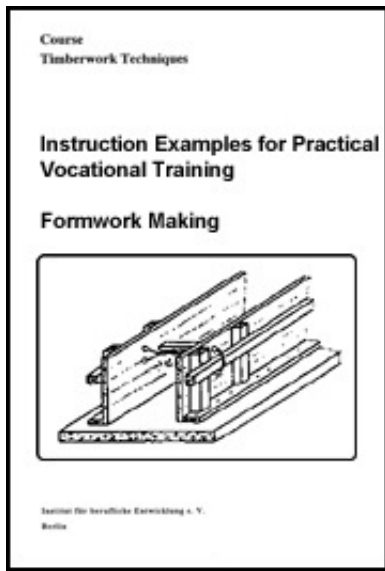 Course
Timberwork Techniques
Instruction Examples for Practical
Vocational Training
Formwork Making
Institut für berufliche Entwicklung e. V.
Berlin